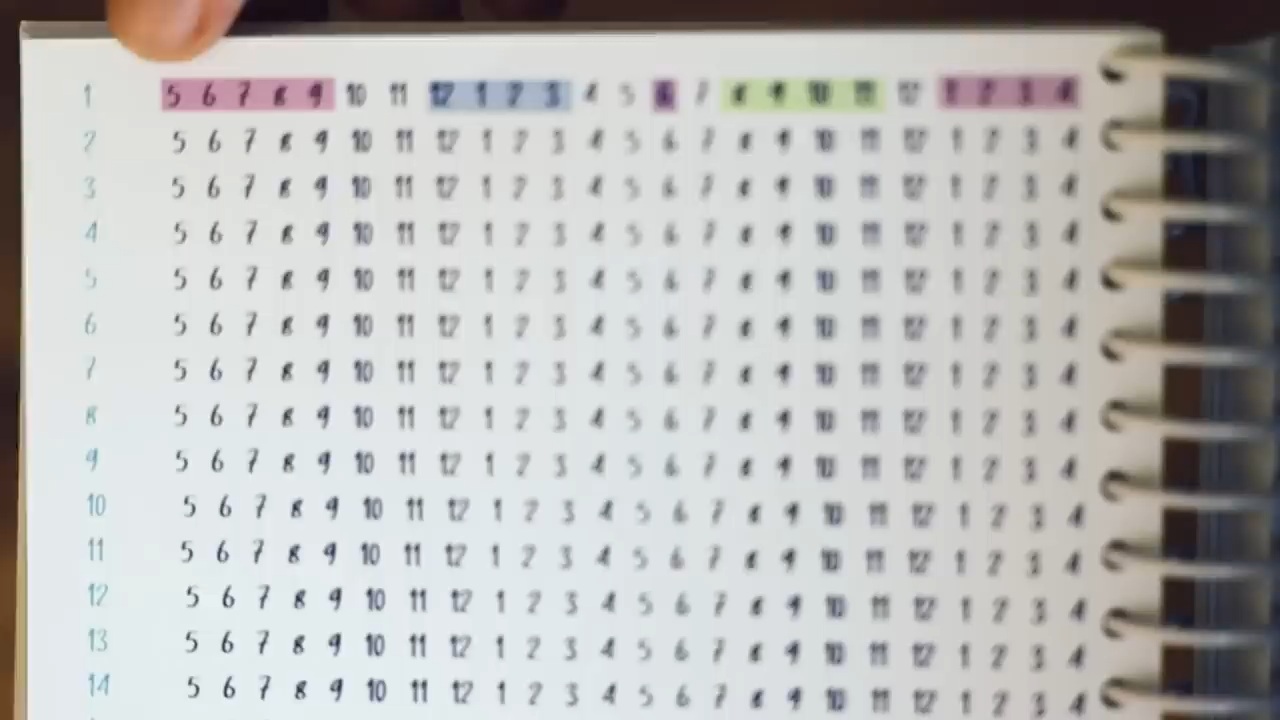 1 5 6 7 8 9 10 11 12 1 2 3 4 5 6 7 8 9 10 11 12 1 2 3 4
2 5 6 7 8 9 10 11 12 1 2 3 4 5 6 7 8 9 10 11 12 1 2 3 4
3 5 6 7 8 9 10 11 12 1 2 3 4 5 6 7 8 9 10 11 12 1 2 3 4
4 5 6 7 8 9 10 11 12 1 2 3 4 5 6 7 8 9 10 11 12 1 2 3 4
5 5 6 7 8 9 10 11 12 1 2 3 4 5 6 7 8 9 10 11 12 1 2 3 4
6 5 6 7 8 9 10 11 12 1 2 3 4 5 6 7 8 9 10 11 12 1 2 3 4
7 5 6 7 8 9 10 11 12 1 2 3 4 5 6 7 8 9 10 11 12 1 2 3 4
8 5 6 7 8 9 10 11 12 1 2 3 4 5 6 7 8 9 10 11 12 1 2 3 4
9 5 6 7 8 9 10 11 12 1 2 3 4 5 6 7 8 9 10 11 12 1 2 3 4
10 5 6 7 8 9 10 11 12 1 2 3 4 5 6 7 8 9 10 11 12 1 2 3 4
11 5 6 7 8 9 10 11 12 1 2 3 4 5 6 7 8 9 10 11 12 1 2 3 4
12 5 6 7 8 9 10 11 12 1 2 3 4 5 6 7 8 9 10 11 12 1 2 3 4
13 5 6 7 8 9 10 11 12 1 2 3 4 5 6 7 8 9 10 11 12 1 2 3 4
14 5 6 7 8 9 10 11 12 1 2 3 4 5 6 7 8 9 10 11 12 1 2 3 4